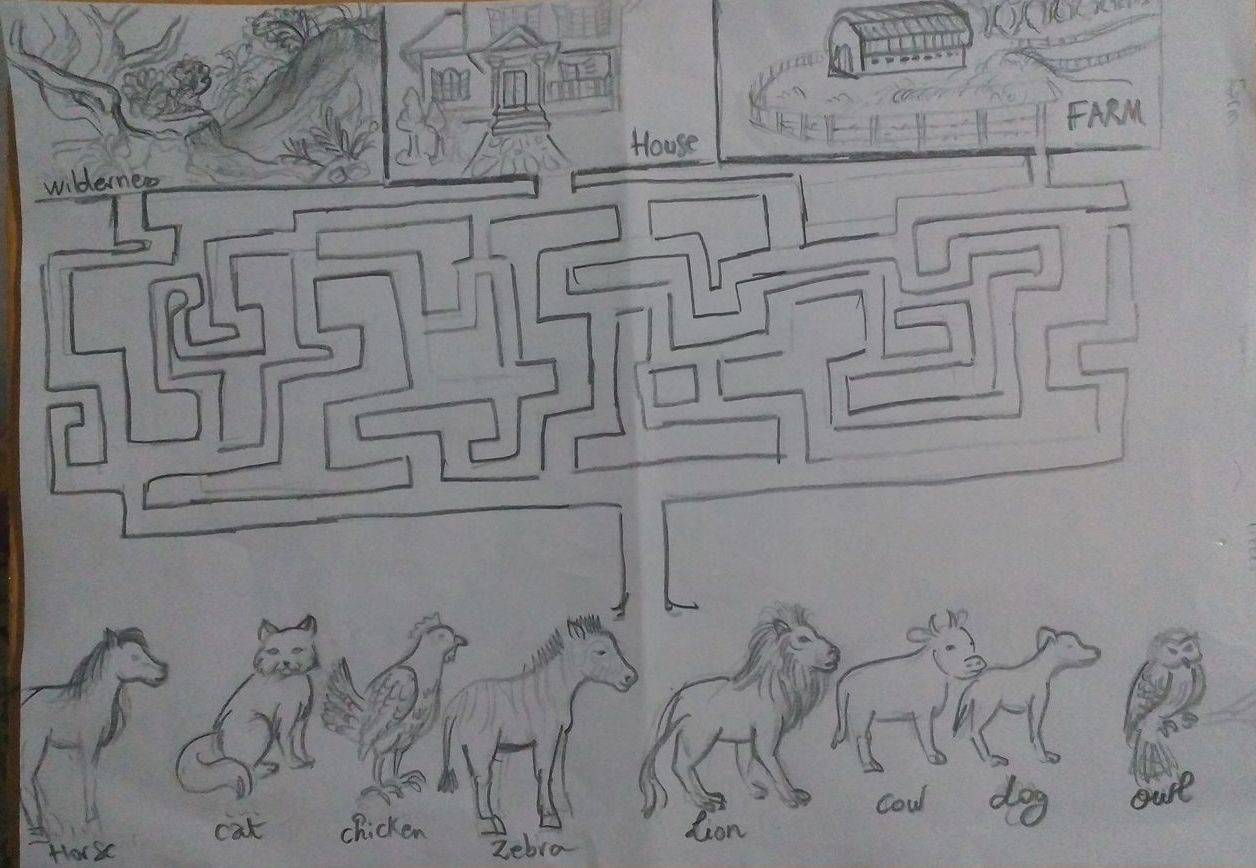 wilderness
House
FARM
Horse
cat
chicken
Zebra
Lion
cow
dog
owl